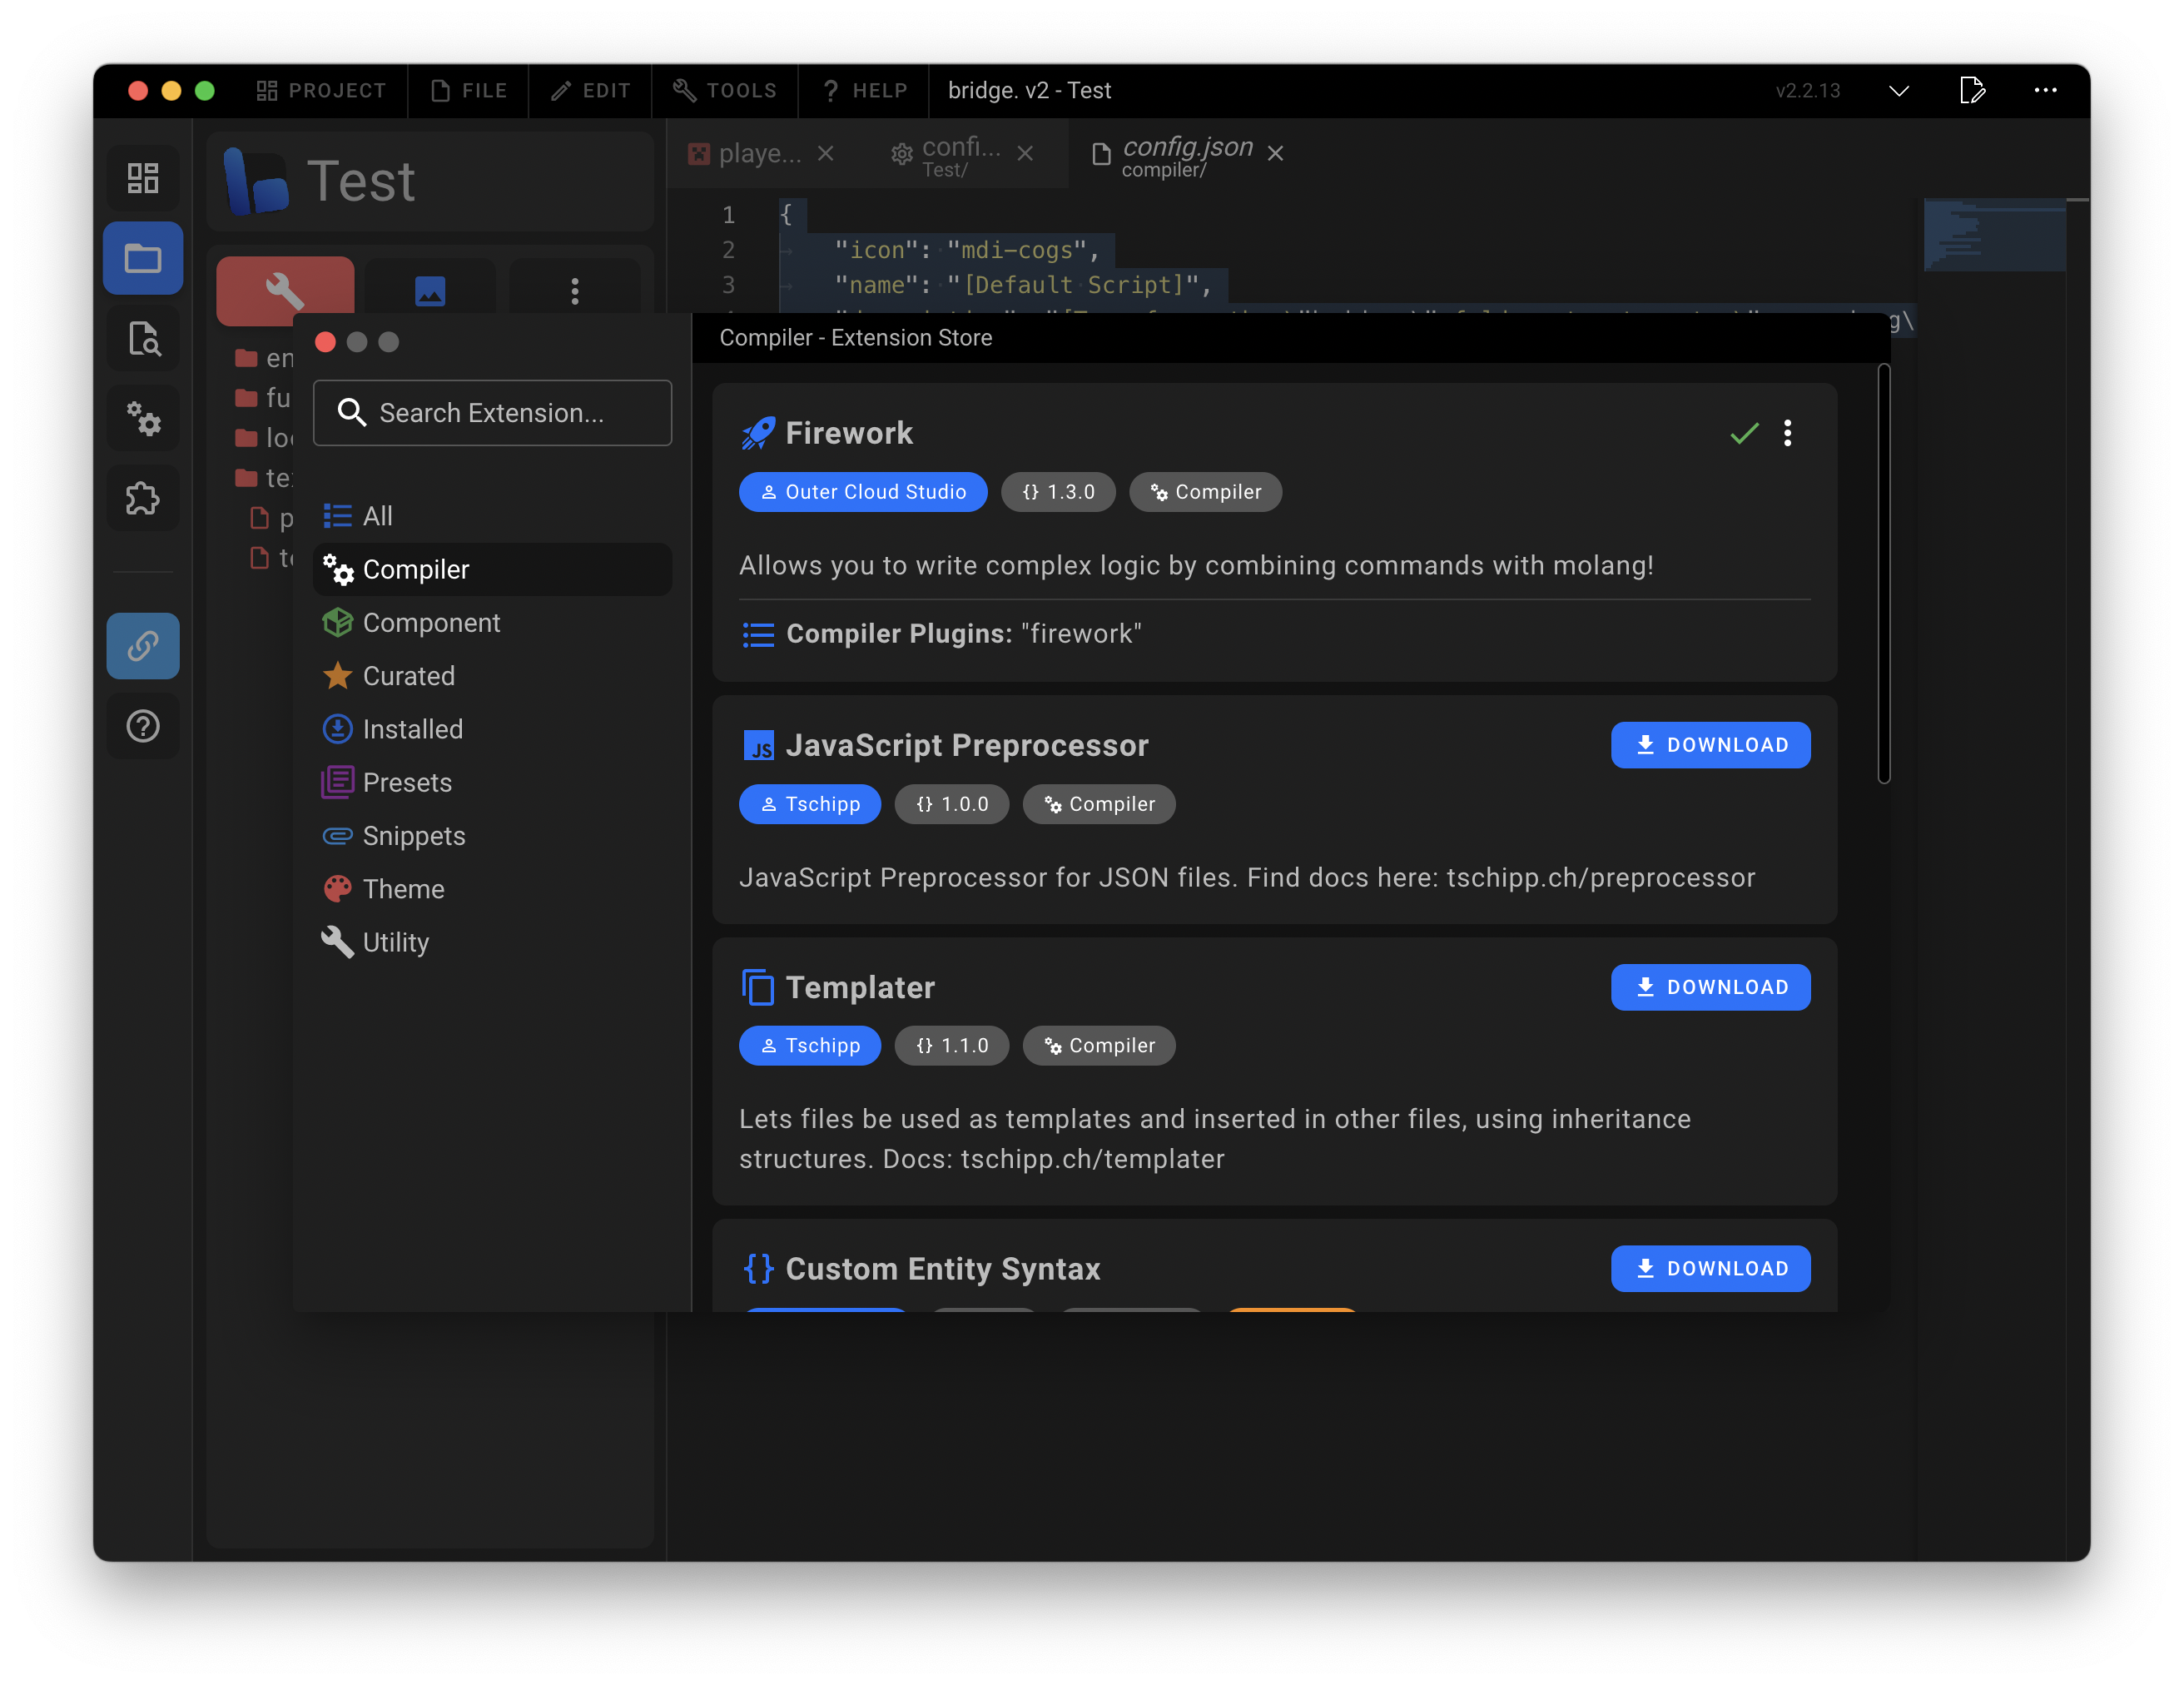 PROJECT FILE EDIT TOOLS HELP bridge. v2 - Test v2.2.13
Test
playe...
confi...
Test/
config.json
compiler/
1 {
2 "icon": "mdi-cogs",
3 "name": "[Default Script]",
Compiler - Extension Store
Search Extension...
All
Compiler
Component
Curated
Installed
Presets
Snippets
Theme
Utility
Firework
Outer Cloud Studio {} 1.3.0 Compiler
Allows you to write complex logic by combining commands with molang!
Compiler Plugins: "firework"
JS JavaScript Preprocessor DOWNLOAD
Tschipp {} 1.0.0 Compiler
JavaScript Preprocessor for JSON files. Find docs here: tschipp.ch/preprocessor
Templater DOWNLOAD
Tschipp {} 1.1.0 Compiler
Lets files be used as templates and inserted in other files, using inheritance
structures. Docs: tschipp.ch/templater
{} Custom Entity Syntax DOWNLOAD